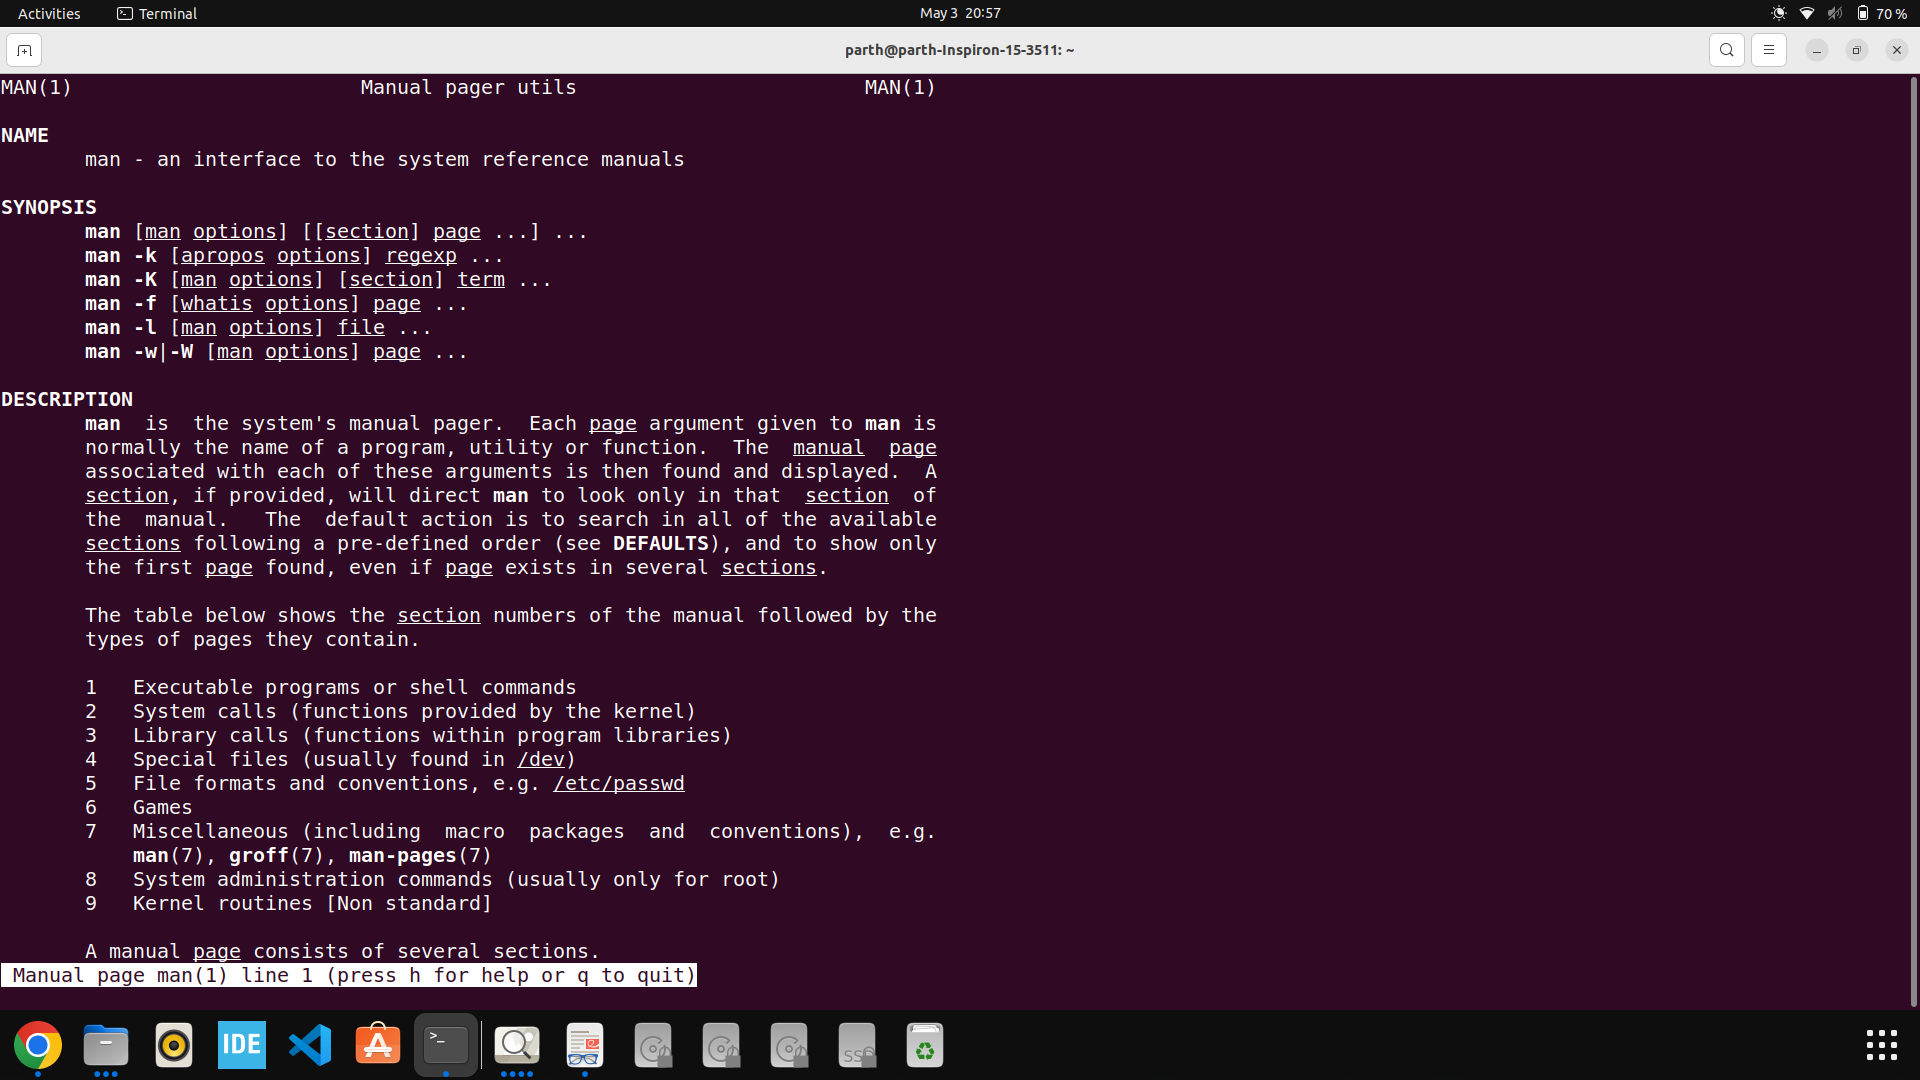 Activities Terminal May 3 20:57 70 %
parth@parth-Inspiron-15-3511: ~
MAN(1) Manual pager utils MAN(1)
NAME
man - an interface to the system reference manuals
SYNOPSIS
man [man options] [[section] page ...] ...
man -k [apropos options] regexp ...
man -K [man options] [section] term ...
man -f [whatis options] page ...
man -l [man options] file ...
man -w|-W [man options] page ...
DESCRIPTION
man is the system's manual pager. Each page argument given to man is
normally the name of a program, utility or function. The manual page
associated with each of these arguments is then found and displayed. A
section, if provided, will direct man to look only in that section of
the manual. The default action is to search in all of the available
sections following a pre-defined order (see DEFAULTS), and to show only
the first page found, even if page exists in several sections.
The table below shows the section numbers of the manual followed by the
types of pages they contain.
1 Executable programs or shell commands
2 System calls (functions provided by the kernel)
3 Library calls (functions within program libraries)
4 Special files (usually found in /dev)
5 File formats and conventions, e.g. /etc/passwd
6 Games
7 Miscellaneous (including macro packages and conventions), e.g.
man(7), groff(7), man-pages(7)
8 System administration commands (usually only for root)
9 Kernel routines [Non standard]
A manual page consists of several sections.
Manual page man(1) line 1 (press h for help or q to quit)
IDE >_ SSD